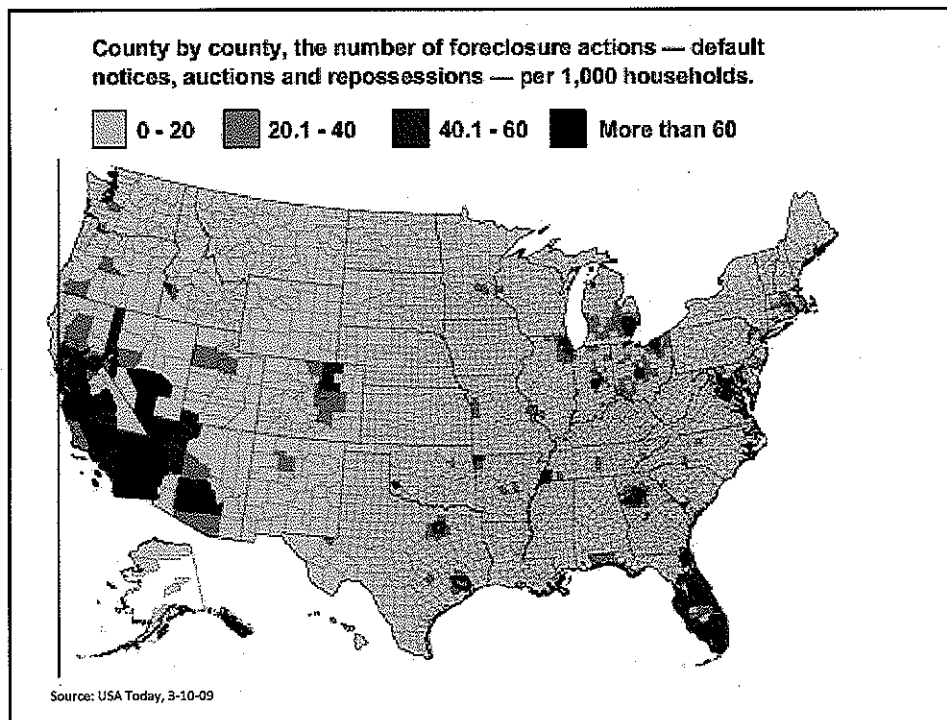 County by county, the number of foreclosure actions — default
notices, auctions and repossessions — per 1,000 households.
0 - 20 20.1 - 40 40.1 - 60 More than 60
Source: USA Today, 3-10-09